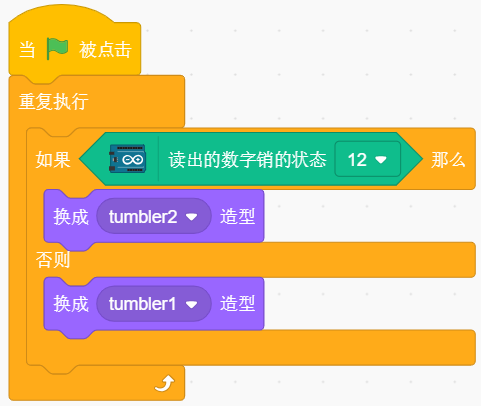 当 被点击
重复执行
如果 读出的数字销的状态 12 那么
换成 tumbler2 造型
否则
换成 tumbler1 造型